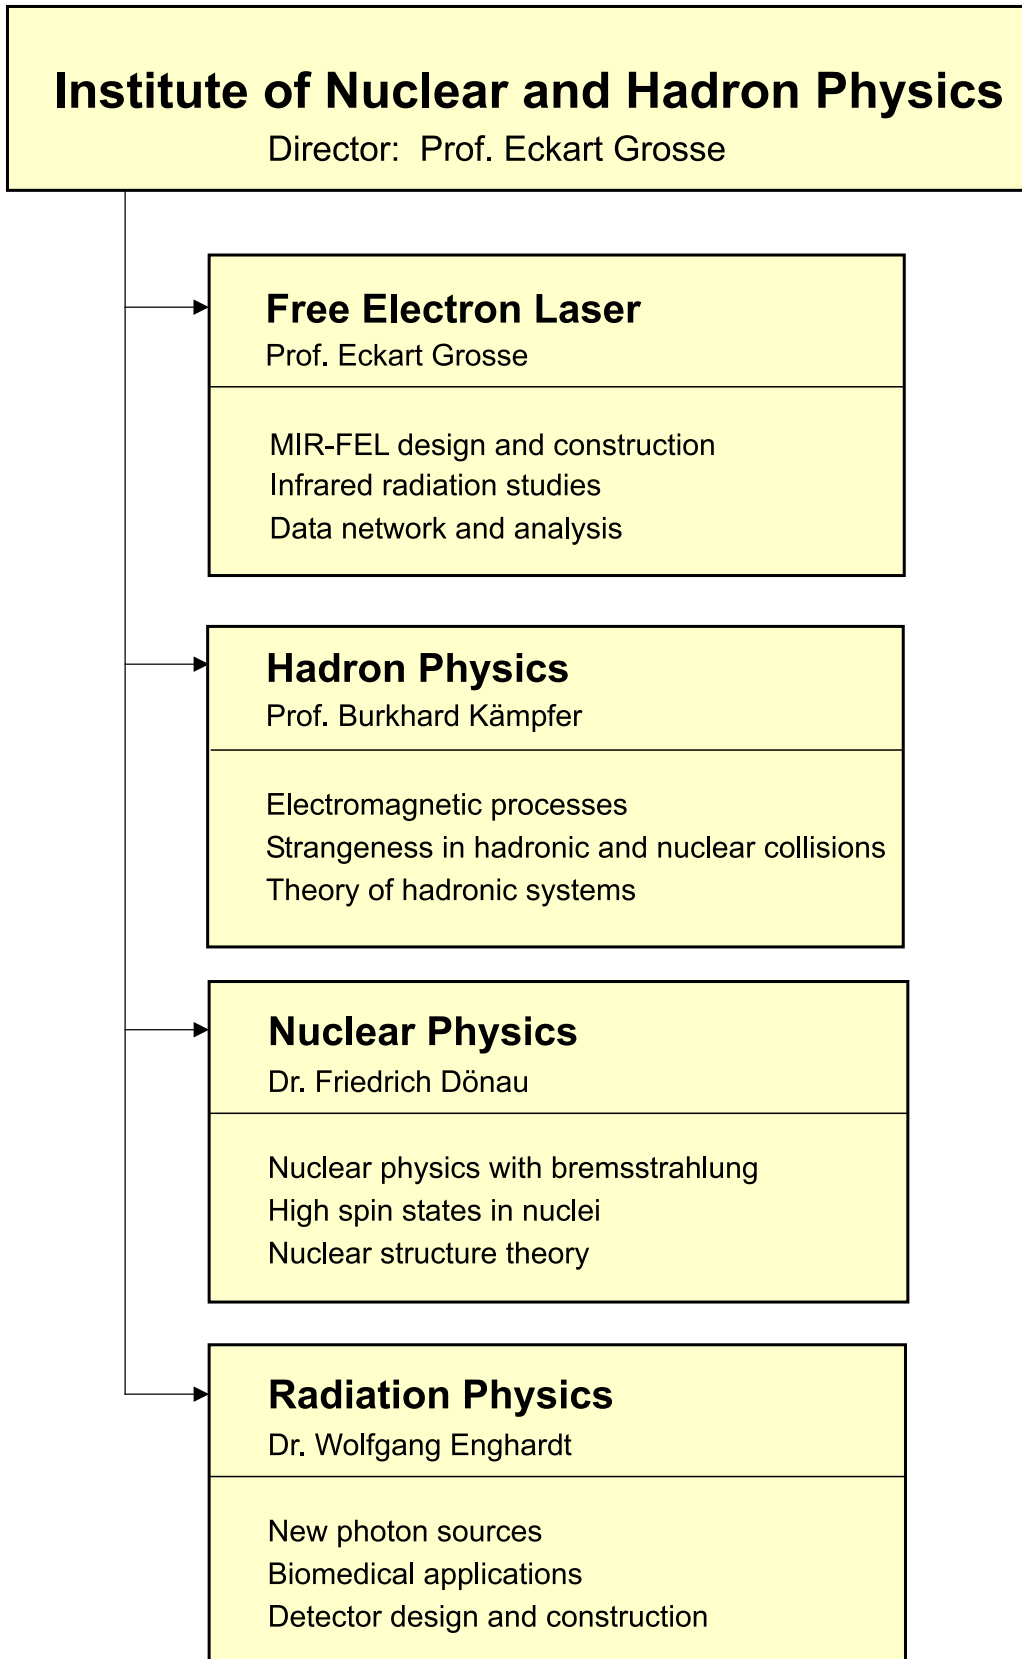 Institute of Nuclear and Hadron Physics
Director: Prof. Eckart Grosse
Free Electron Laser
Prof. Eckart Grosse
MIR-FEL design and construction
Infrared radiation studies
Data network and analysis
Hadron Physics
Prof. Burkhard Kämpfer
Electromagnetic processes
Strangeness in hadronic and nuclear collisions
Theory of hadronic systems
Nuclear Physics
Dr. Friedrich Dönau
Nuclear physics with bremsstrahlung
High spin states in nuclei
Nuclear structure theory
Radiation Physics
Dr. Wolfgang Enghardt
New photon sources
Biomedical applications
Detector design and construction